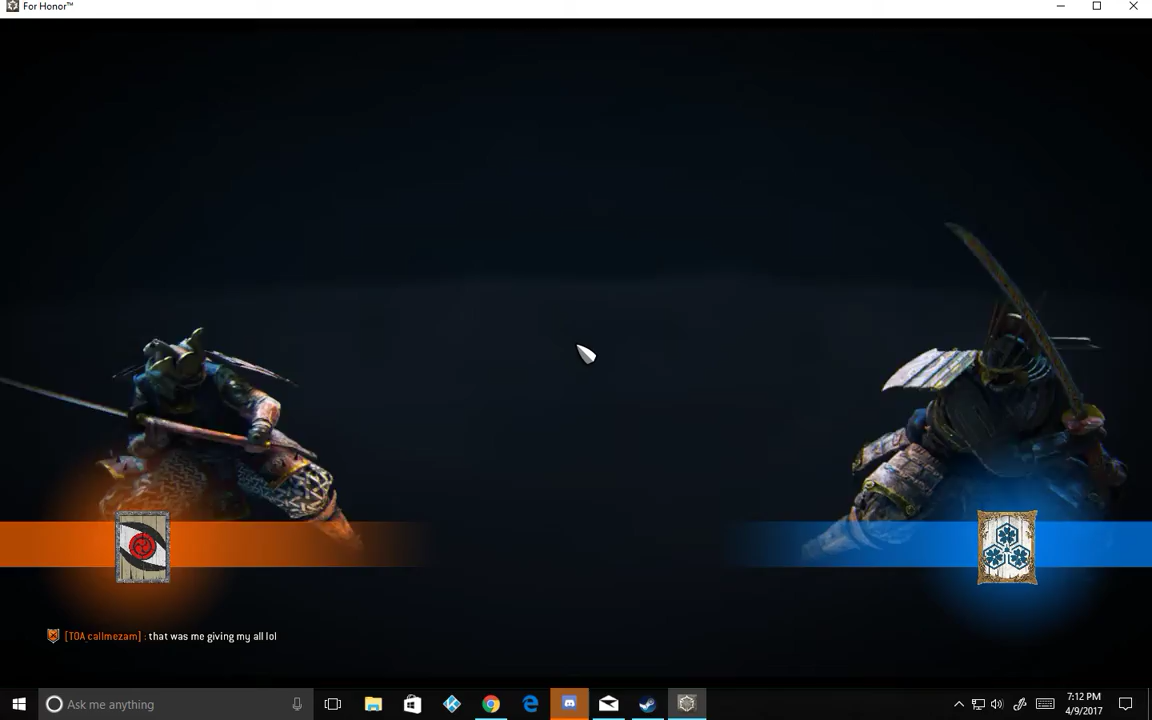 For Honor™
[TOA callmezam] : that was me giving my all lol
Ask me anything
7:12 PM
4/9/2017